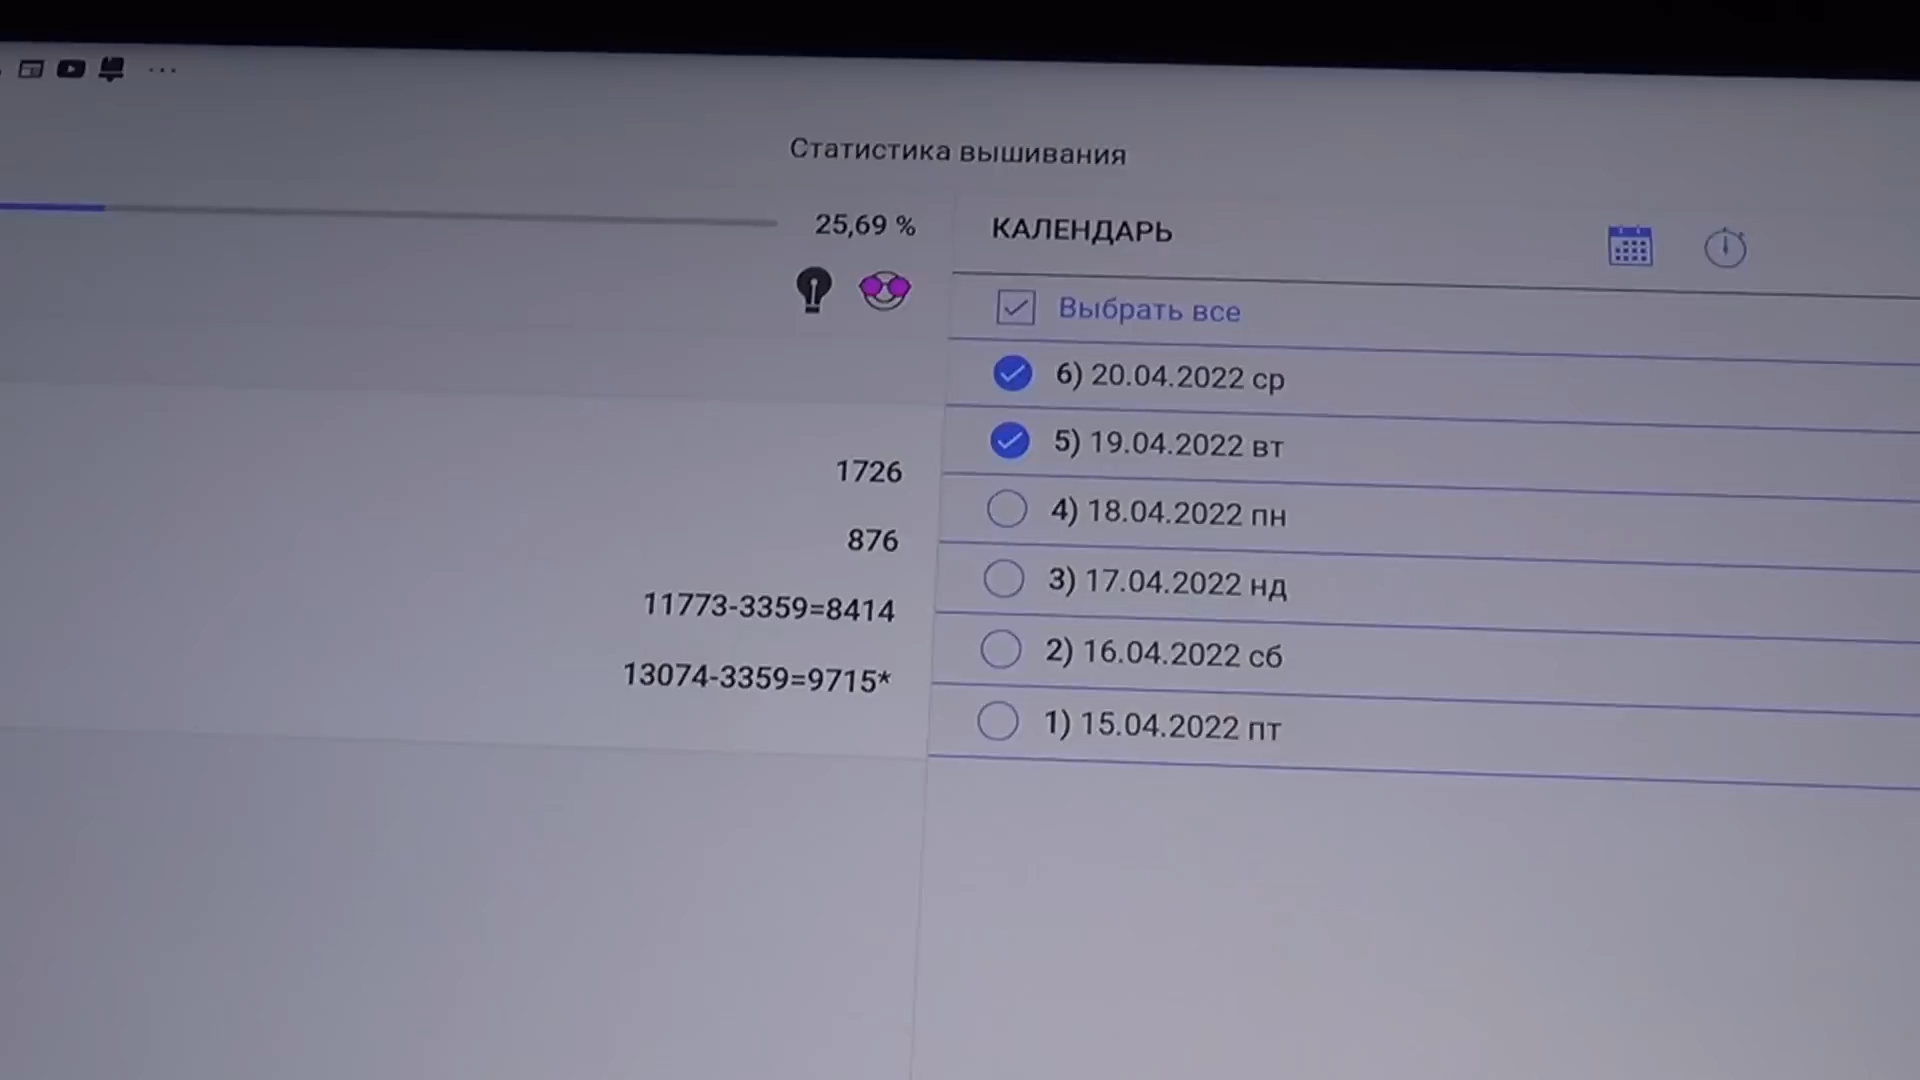 Статистика вышивания
25,69 %
1726
876
11773-3359=8414
13074-3359=9715*
КАЛЕНДАРЬ
Выбрать все
6) 20.04.2022 ср
5) 19.04.2022 вт
4) 18.04.2022 пн
3) 17.04.2022 нд
2) 16.04.2022 сб
1) 15.04.2022 пт